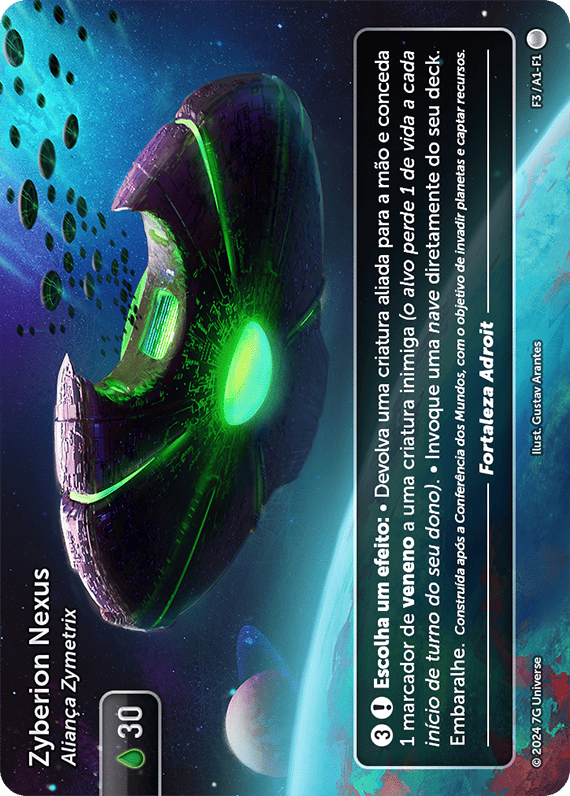 Zyberion Nexus
Aliança Zymetrix
30
3 ! Escolha um efeito: • Devolva uma criatura aliada para a mão e conceda
1 marcador de veneno a uma criatura inimiga (o alvo perde 1 de vida a cada
início de turno do seu dono). • Invoque uma nave diretamente do seu deck.
Embaralhe. Construída após a Conferência dos Mundos, com o objetivo de invadir planetas e captar recursos.
Fortaleza Adroit
© 2024 7G Universe
Ilust. Gustav Arantes
F3 / A1-F1